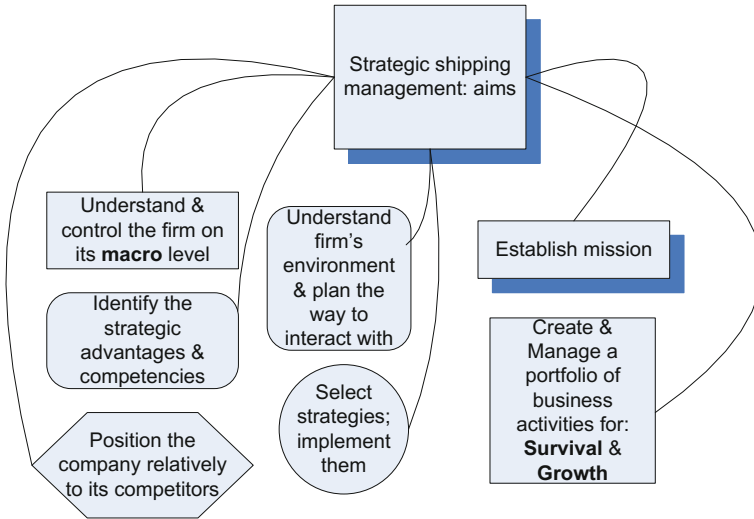 Strategic shipping
management: aims
Understand &
control the firm on
its macro level
Understand
firm's
environment
& plan the
way to
interact with
Establish mission
Identify the
strategic
advantages &
competencies
Create &
Manage a
portfolio of
business
activities for:
Survival &
Growth
Select
strategies;
implement
them
Position the
company relatively
to its competitors